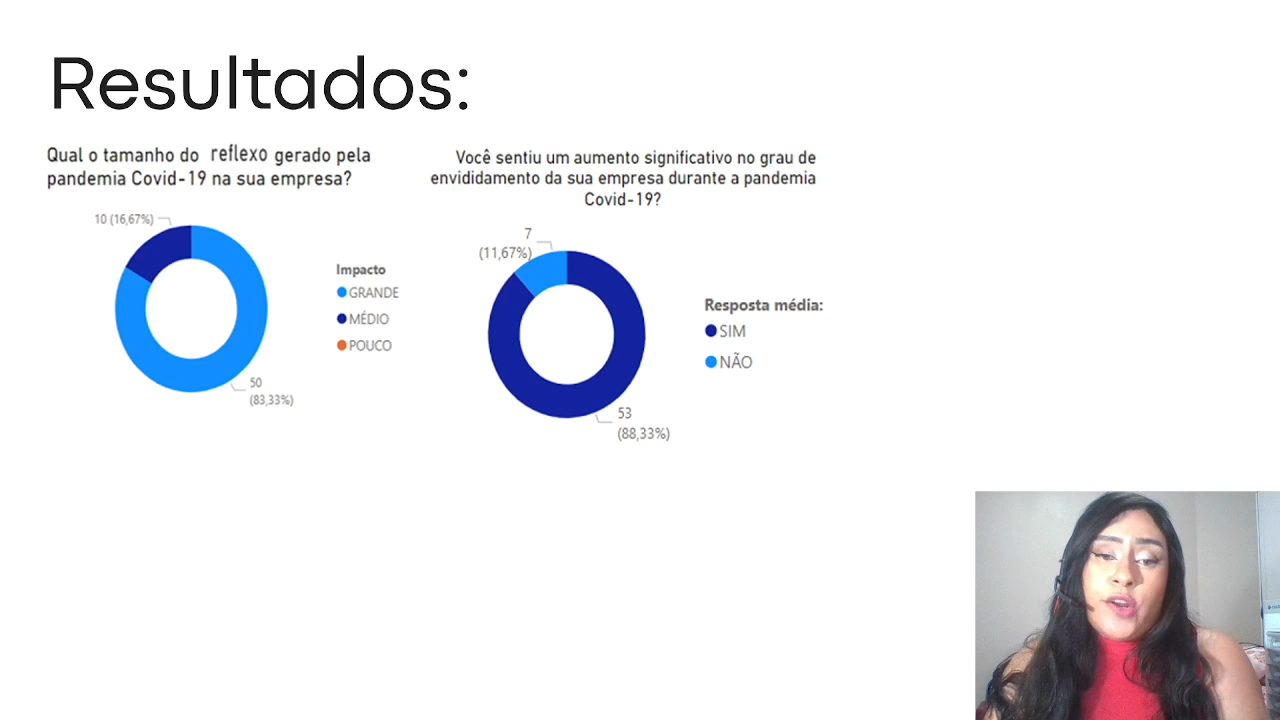 Resultados:
Qual o tamanho do reflexo gerado pela
pandemia Covid-19 na sua empresa?
10 (16,67%)
50
(83,33%)
Impacto
GRANDE
MÉDIO
POUCO
Você sentiu um aumento significativo no grau de
envididamento da sua empresa durante a pandemia
Covid-19?
7
(11,67%)
53
(88,33%)
Resposta média:
SIM
NÃO